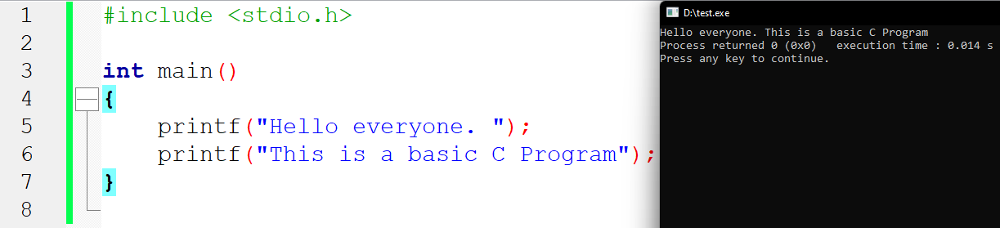 1 #include <stdio.h>
2
3 int main()
4 {
5     printf("Hello everyone. ");
6     printf("This is a basic C Program");
7 }
8
D:\test.exe
Hello everyone. This is a basic C Program
Process returned 0 (0x0)   execution time : 0.014 s
Press any key to continue.